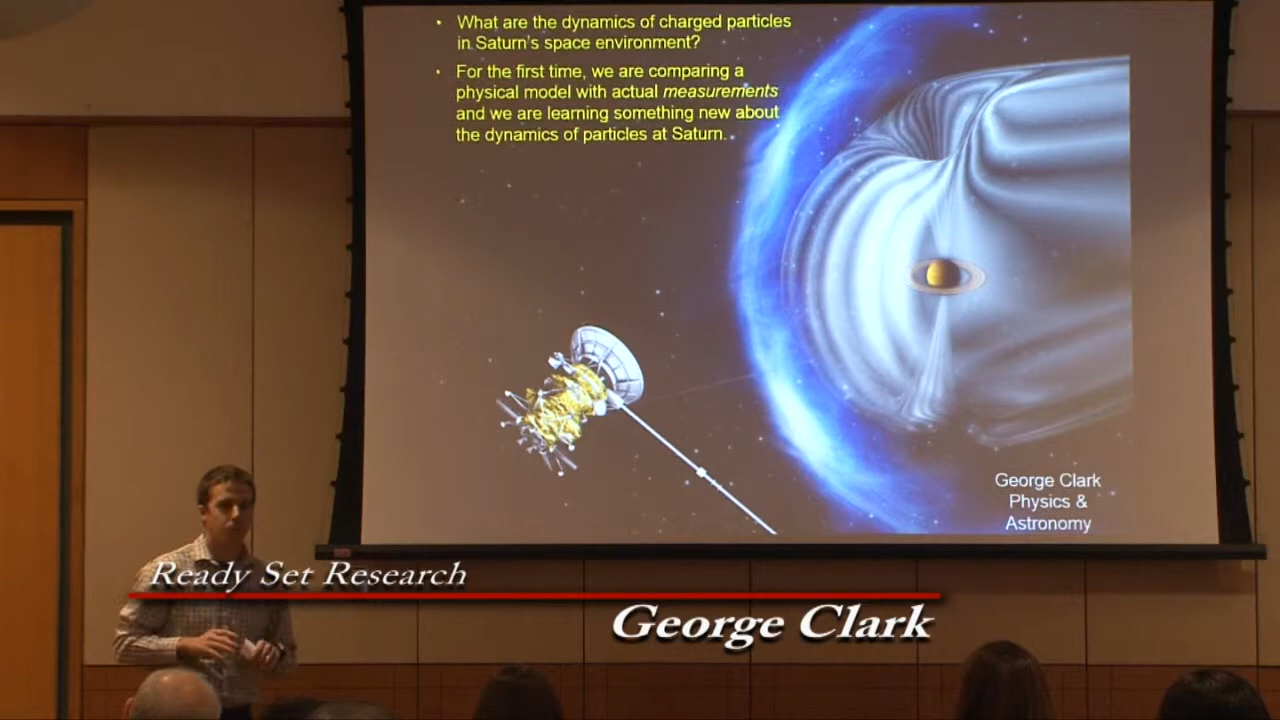 • What are the dynamics of charged particles
in Saturn's space environment?
• For the first time, we are comparing a
physical model with actual measurements
and we are learning something new about
the dynamics of particles at Saturn.
George Clark
Physics &
Astronomy
Ready Set Research
George Clark